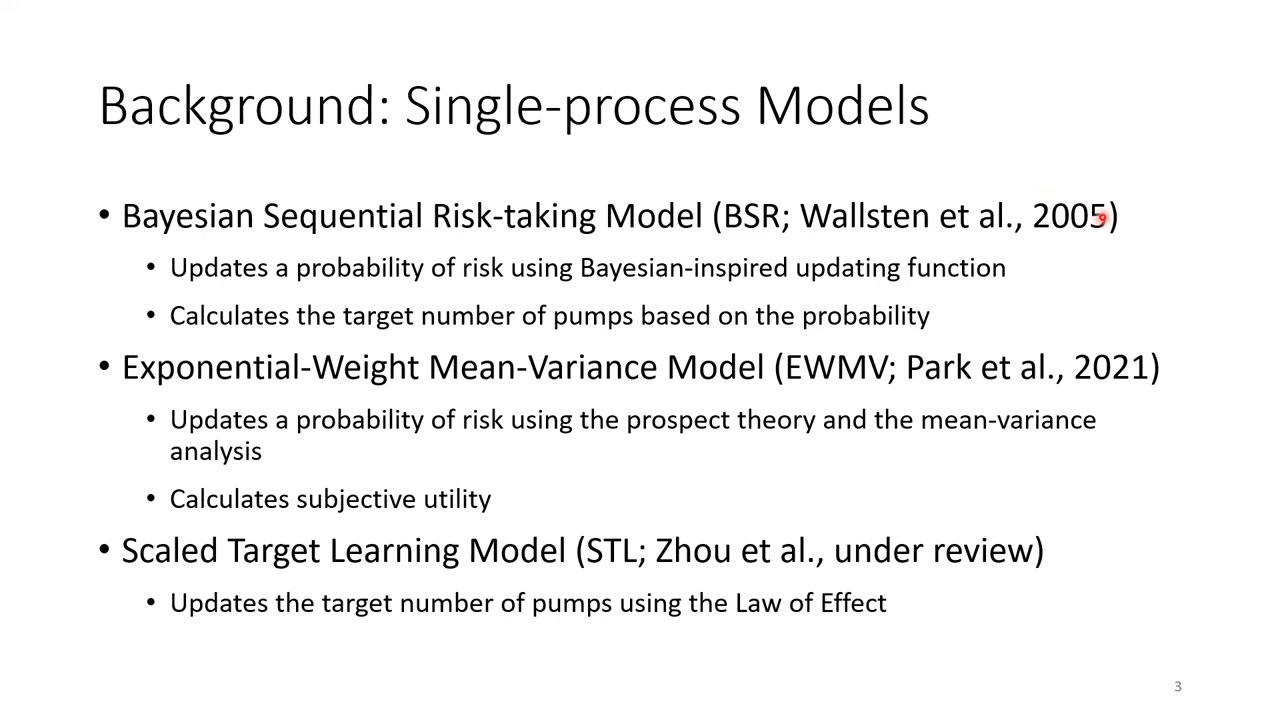 Background: Single-process Models
• Bayesian Sequential Risk-taking Model (BSR; Wallsten et al., 2005)
• Updates a probability of risk using Bayesian-inspired updating function
• Calculates the target number of pumps based on the probability
• Exponential-Weight Mean-Variance Model (EWMV; Park et al., 2021)
• Updates a probability of risk using the prospect theory and the mean-variance
analysis
• Calculates subjective utility
• Scaled Target Learning Model (STL; Zhou et al., under review)
• Updates the target number of pumps using the Law of Effect
3